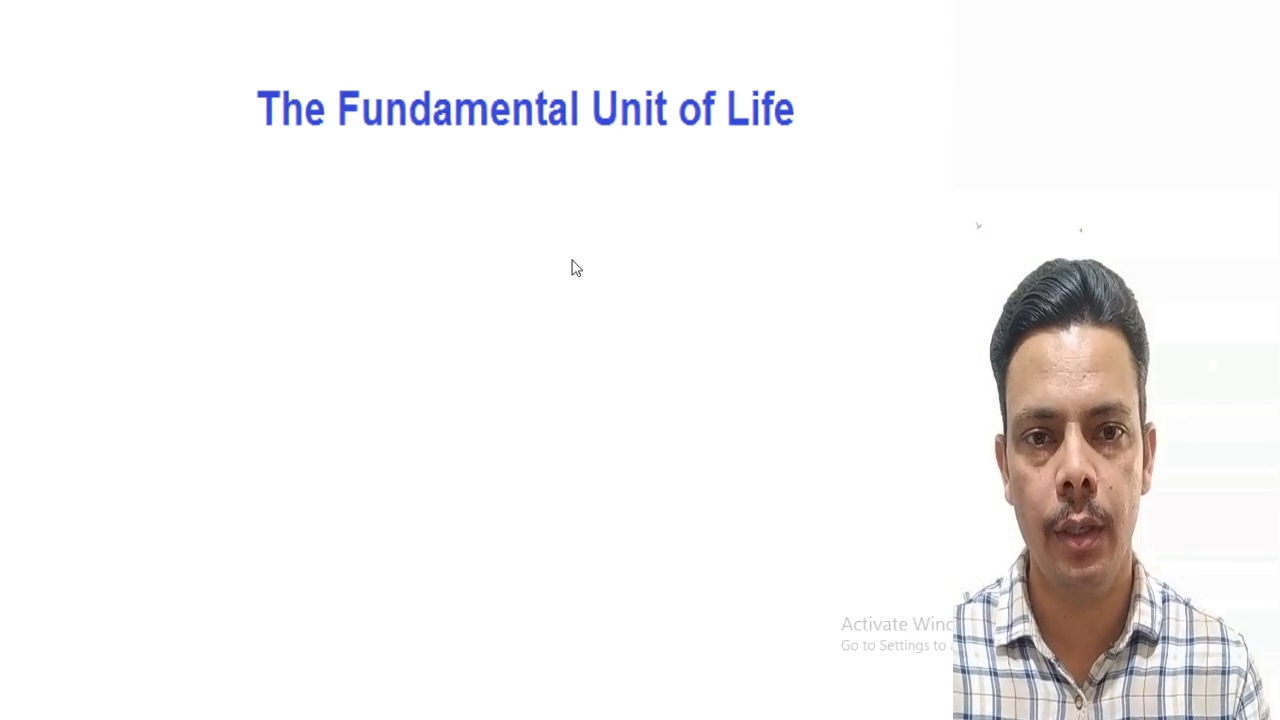 The Fundamental Unit of Life
Activate Wind
Go to Settings to